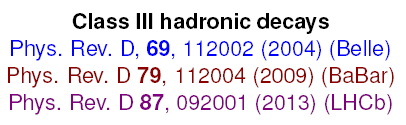 Class III hadronic decays
Phys. Rev. D, 69, 112002 (2004) (Belle)
Phys. Rev. D 79, 112004 (2009) (BaBar)
Phys. Rev. D 87, 092001 (2013) (LHCb)